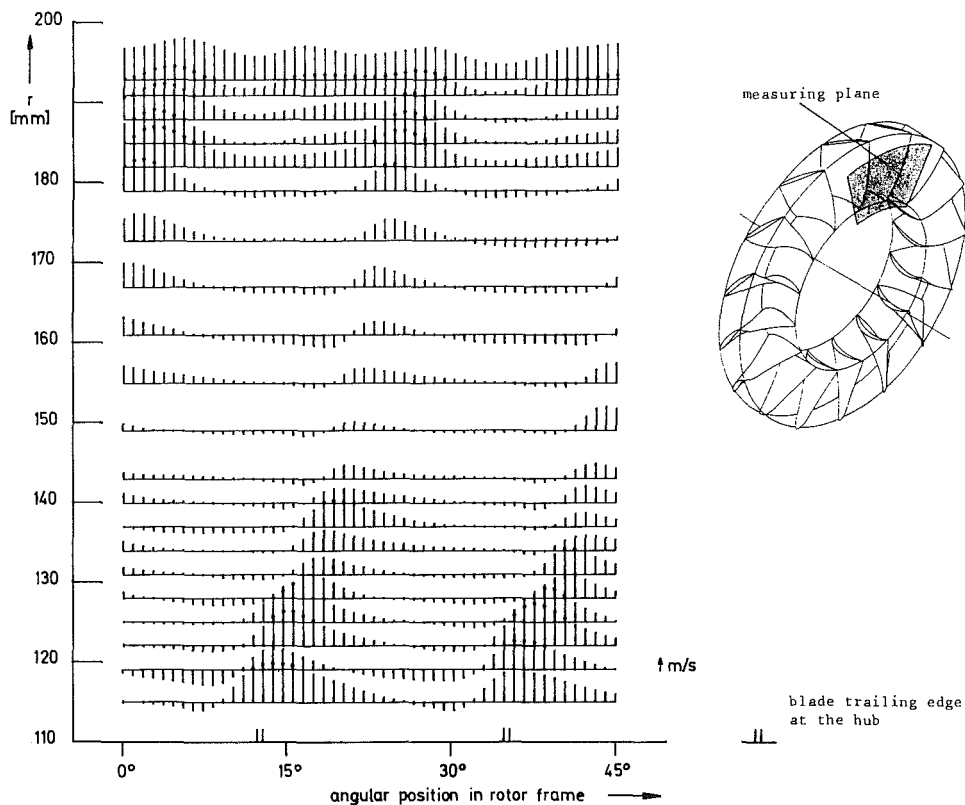 200
r
[mm]
180
170
160
150
140
130
120
110
0°
15°
30°
45°
angular position in rotor frame
measuring plane
m/s
blade trailing edge
at the hub